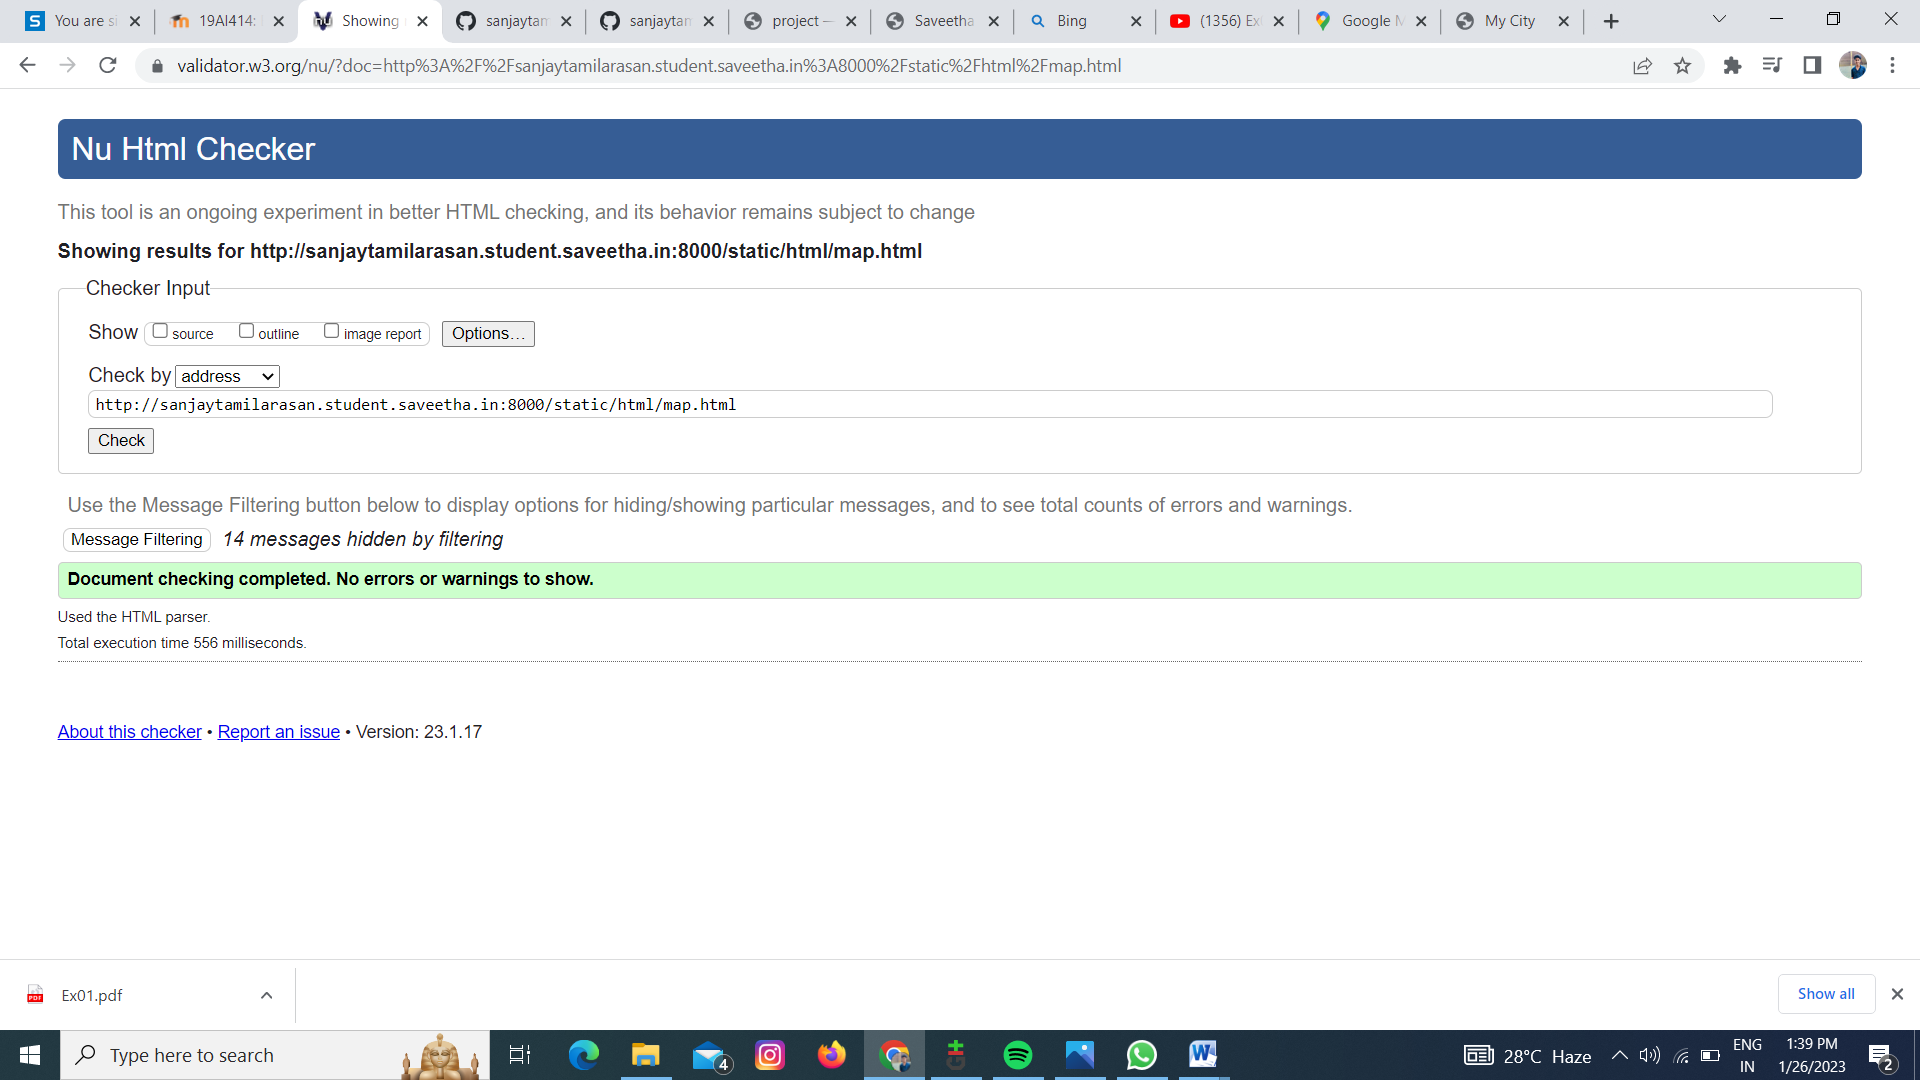 You are si
19AI414:
Showing
sanjaytam
sanjaytan
project —
Saveetha
Bing
(1356) Ex
Google M
My City
validator.w3.org/nu/?doc=http%3A%2F%2Fsanjaytamilarasan.student.saveetha.in%3A8000%2Fstatic%2Fhtml%2Fmap.html
Nu Html Checker
This tool is an ongoing experiment in better HTML checking, and its behavior remains subject to change
Showing results for http://sanjaytamilarasan.student.saveetha.in:8000/static/html/map.html
Checker Input
Show source outline image report Options...
Check by address
http://sanjaytamilarasan.student.saveetha.in:8000/static/html/map.html
Check
Use the Message Filtering button below to display options for hiding/showing particular messages, and to see total counts of errors and warnings.
Message Filtering 14 messages hidden by filtering
Document checking completed. No errors or warnings to show.
Used the HTML parser.
Total execution time 556 milliseconds.
About this checker • Report an issue • Version: 23.1.17
Ex01.pdf
Show all
Type here to search
4
28°C Haze
ENG
IN
1:39 PM
1/26/2023
2